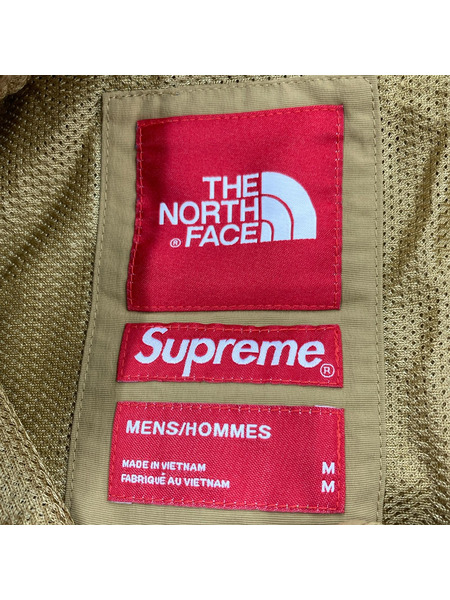 THE
NORTH
FACE
®
Supreme®
MENS/HOMMES
MADE IN VIETNAM M
FABRIQUÉ AU VIETNAM M